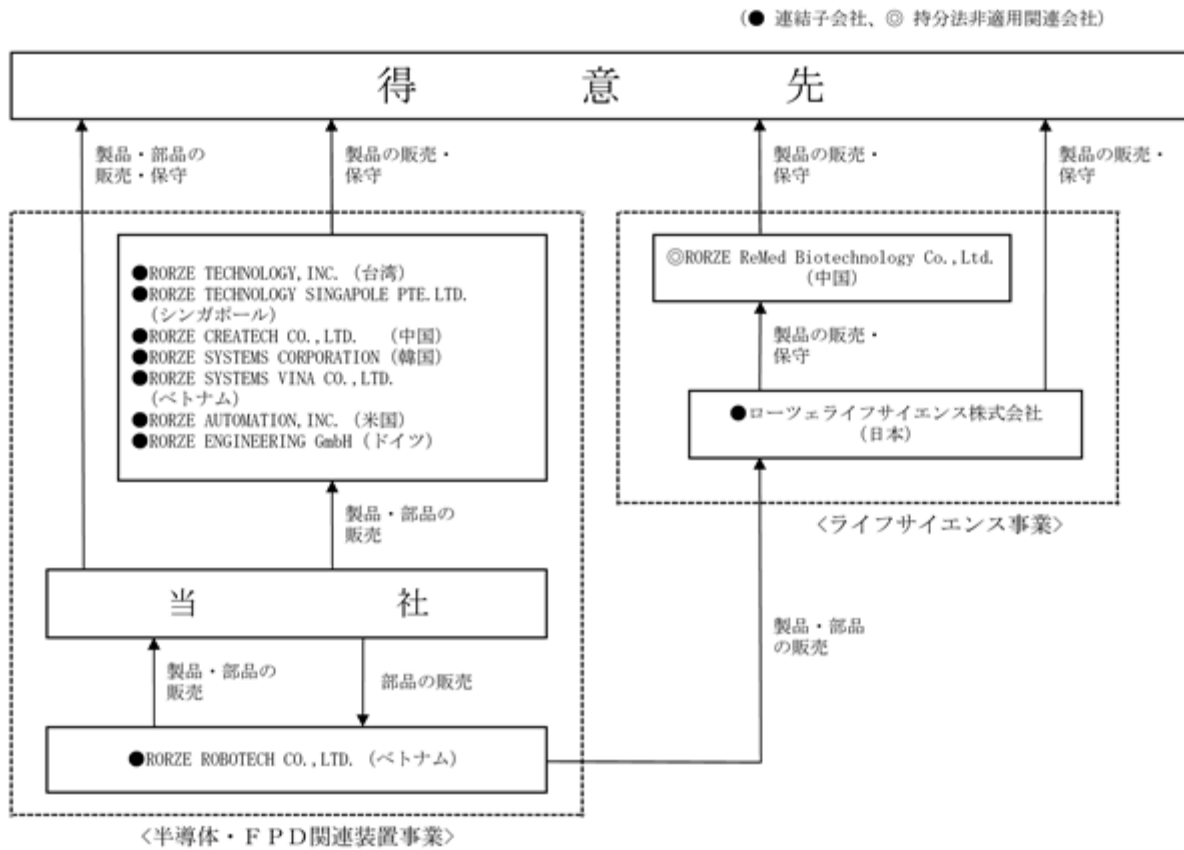 (● 連結子会社、◎ 持分法非適用関連会社)
得意先
製品・部品の
販売・保守
製品の販売・
保守
製品の販売・
保守
製品の販売・
保守
●RORZE TECHNOLOGY,INC. (台湾)
●RORZE TECHNOLOGY SINGAPOLE PTE.LTD.
(シンガポール)
●RORZE CREATECH CO.,LTD. (中国)
●RORZE SYSTEMS CORPORATION (韓国)
●RORZE SYSTEMS VINA CO.,LTD.
(ベトナム)
●RORZE AUTOMATION,INC. (米国)
●RORZE ENGINEERING GmbH (ドイツ)
◎RORZE ReMed Biotechnology Co.,Ltd.
(中国)
製品の販売・
保守
●ローツェライフサイエンス株式会社
(日本)
<ライフサイエンス事業>
製品・部品の
販売
当社
製品・部品の
販売
部品の販売
製品・部品
の販売
●RORZE ROBOTECH CO.,LTD. (ベトナム)
<半導体・FPD関連装置事業>